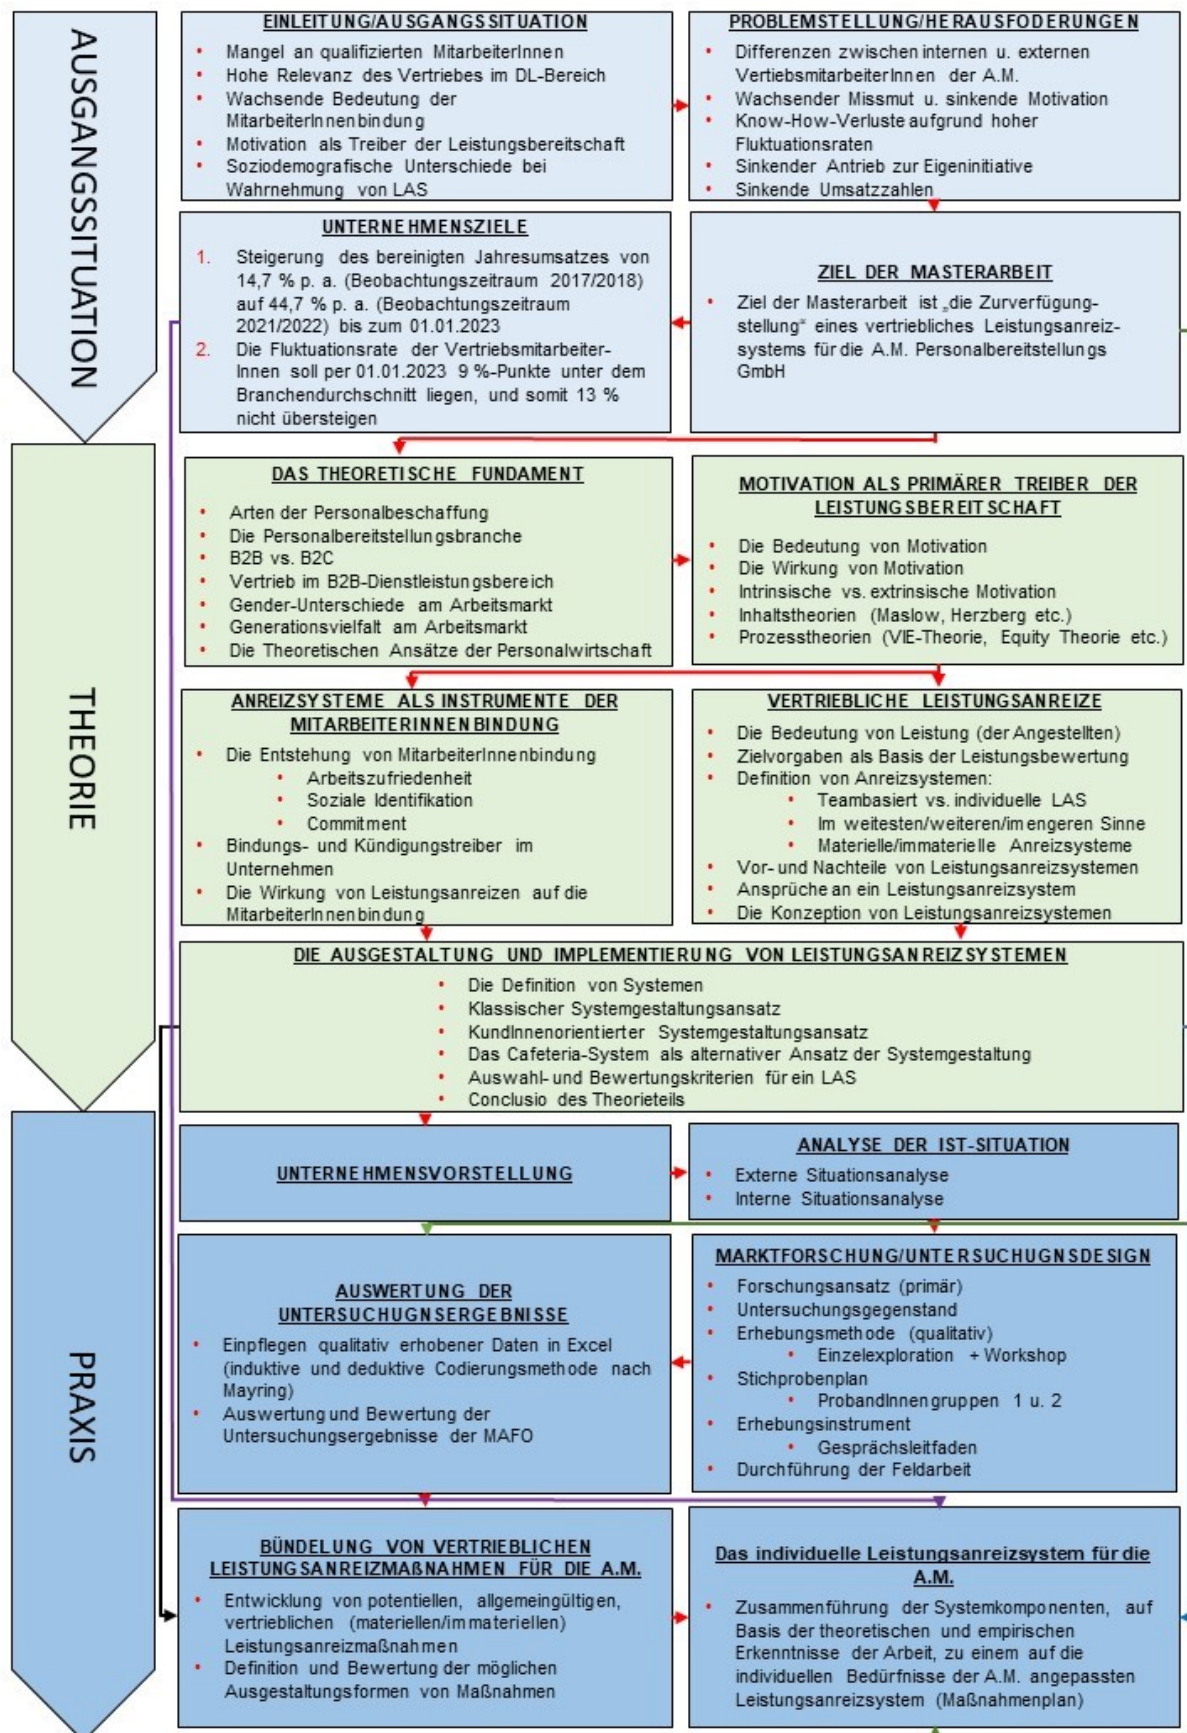 AUSGANGSSITUATION
EINLEITUNG/AUSGANGSSITUATION
• Mangel an qualifizierten MitarbeiterInnen
• Hohe Relevanz des Vertriebes im DL-Bereich
• Wachsende Bedeutung der
MitarbeiterInnenbindung
• Motivation als Treiber der Leistungsbereitschaft
• Soziodemografische Unterschiede bei
Wahrnehmung von LAS
PROBLEMSTELLUNG/HERAUSFODERUNGEN
• Differenzen zwischen internen u. externen
VertiebsmitarbeiterInnen der A.M.
• Wachsender Missmut u. sinkende Motivation
• Know-How-Verluste aufgrund hoher
Fluktuationsraten
• Sinkender Antrieb zur Eigeninitiative
• Sinkende Umsatzzahlen
UNTERNEHMENSZIELE
1. Steigerung des bereinigten Jahresumsatzes von
14,7 % p. a. (Beobachtungszeitraum 2017/2018)
auf 44,7 % p. a. (Beobachtungszeitraum
2021/2022) bis zum 01.01.2023
2. Die Fluktuationsrate der Vertriebsmitarbeiter-
Innen soll per 01.01.2023 9 %-Punkte unter dem
Branchendurchschnitt liegen, und somit 13 %
nicht übersteigen
ZIEL DER MASTERARBEIT
• Ziel der Masterarbeit ist „die Zurverfügung-
stellung“ eines vertriebliches Leistungsanreiz-
systems für die A.M. Personalbereitstellungs
GmbH
THEORIE
DAS THEORETISCHE FUNDAMENT
• Arten der Personalbeschaffung
• Die Personalbereitstellungsbranche
• B2B vs. B2C
• Vertrieb im B2B-Dienstleistungsbereich
• Gender-Unterschiede am Arbeitsmarkt
• Generationsvielfalt am Arbeitsmarkt
• Die Theoretischen Ansätze der Personalwirtschaft
MOTIVATION ALS PRIMÄRER TREIBER DER
LEISTUNGSBEREITSCHAFT
• Die Bedeutung von Motivation
• Die Wirkung von Motivation
• Intrinsische vs. extrinsische Motivation
• Inhaltstheorien (Maslow, Herzberg etc.)
• Prozesstheorien (VIE-Theorie, Equity Theorie etc.)
ANREIZSYSTEME ALS INSTRUMENTE DER
MITARBEITERINNENBINDUNG
• Die Entstehung von MitarbeiterInnenbindung
• Arbeitszufriedenheit
• Soziale Identifikation
• Commitment
• Bindungs- und Kündigungstreiber im
Unternehmen
• Die Wirkung von Leistungsanreizen auf die
MitarbeiterInnenbindung
VERTRIEBLICHE LEISTUNGSANREIZE
• Die Bedeutung von Leistung (der Angestellten)
• Zielvorgaben als Basis der Leistungsbewertung
• Definition von Anreizsystemen:
• Teambasiert vs. individuelle LAS
• Im weitesten/weiteren/im engeren Sinne
• Materielle/immaterielle Anreizsysteme
• Vor- und Nachteile von Leistungsanreizsystemen
• Ansprüche an ein Leistungsanreizsystem
• Die Konzeption von Leistungsanreizsystemen
DIE AUSGESTALTUNG UND IMPLEMENTIERUNG VON LEISTUNGSANREIZSYSTEMEN
• Die Definition von Systemen
• Klassischer Systemgestaltungsansatz
• KundInnenorientierter Systemgestaltungsansatz
• Das Cafeteria-System als alternativer Ansatz der Systemgestaltung
• Auswahl- und Bewertungskriterien für ein LAS
• Conclusio des Theorieteils
PRAXIS
UNTERNEHMENSVORSTELLUNG
ANALYSE DER IST-SITUATION
• Externe Situationsanalyse
• Interne Situationsanalyse
AUSWERTUNG DER
UNTERSUCHUGNSERGEBNISSE
• Einpflegen qualitativ erhobener Daten in Excel
(induktive und deduktive Codierungsmethode nach
Mayring)
• Auswertung und Bewertung der
Untersuchungsergebnisse der MAFO
MARKTFORSCHUNG/UNTERSUCHUGNSDESIGN
• Forschungsansatz (primär)
• Untersuchungsgegenstand
• Erhebungsmethode (qualitativ)
• Einzelexploration + Workshop
• Stichprobenplan
• ProbandInnengruppen 1 u. 2
• Erhebungsinstrument
• Gesprächsleitfaden
• Durchführung der Feldarbeit
BÜNDELUNG VON VERTRIEBLICHEN
LEISTUNGSANREIZMAẞNAHMEN FÜR DIE A.M.
• Entwicklung von potentiellen, allgemeingültigen,
vertrieblichen (materiellen/immateriellen)
Leistungsanreizmaßnahmen
• Definition und Bewertung der möglichen
Ausgestaltungsformen von Maßnahmen
Das individuelle Leistungsanreizsystem für die
A.M.
• Zusammenführung der Systemkomponenten, auf
Basis der theoretischen und empirischen
Erkenntnisse der Arbeit, zu einem auf die
individuellen Bedürfnisse der A.M. angepassten
Leistungsanreizsystem (Maßnahmenplan)